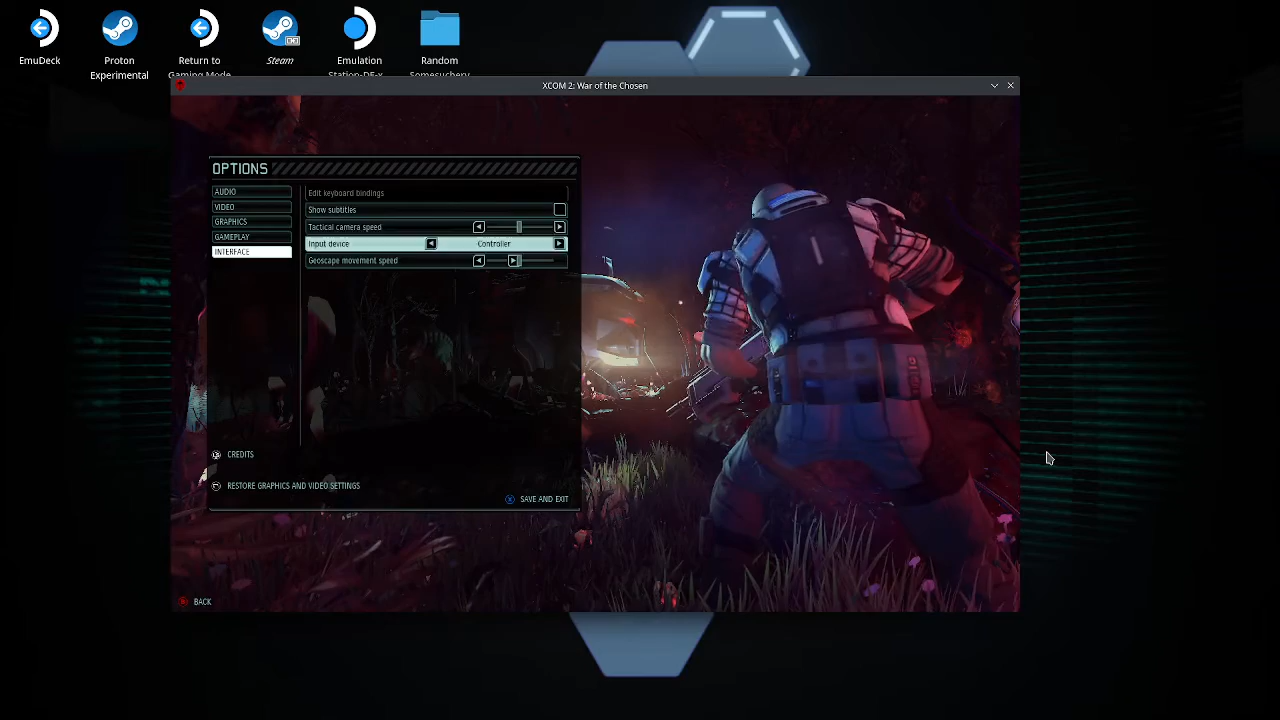 EmuDeck
Proton
Experimental
Return to
Gaming Mode
Steam
Emulation
Station-DE-x
Random
Somesuchery
XCOM 2: War of the Chosen
OPTIONS
AUDIO
VIDEO
GRAPHICS
GAMEPLAY
INTERFACE
Edit keyboard bindings
Show subtitles
Tactical camera speed
Input device
Controller
Geoscape movement speed
CREDITS
RESTORE GRAPHICS AND VIDEO SETTINGS
X SAVE AND EXIT
BACK